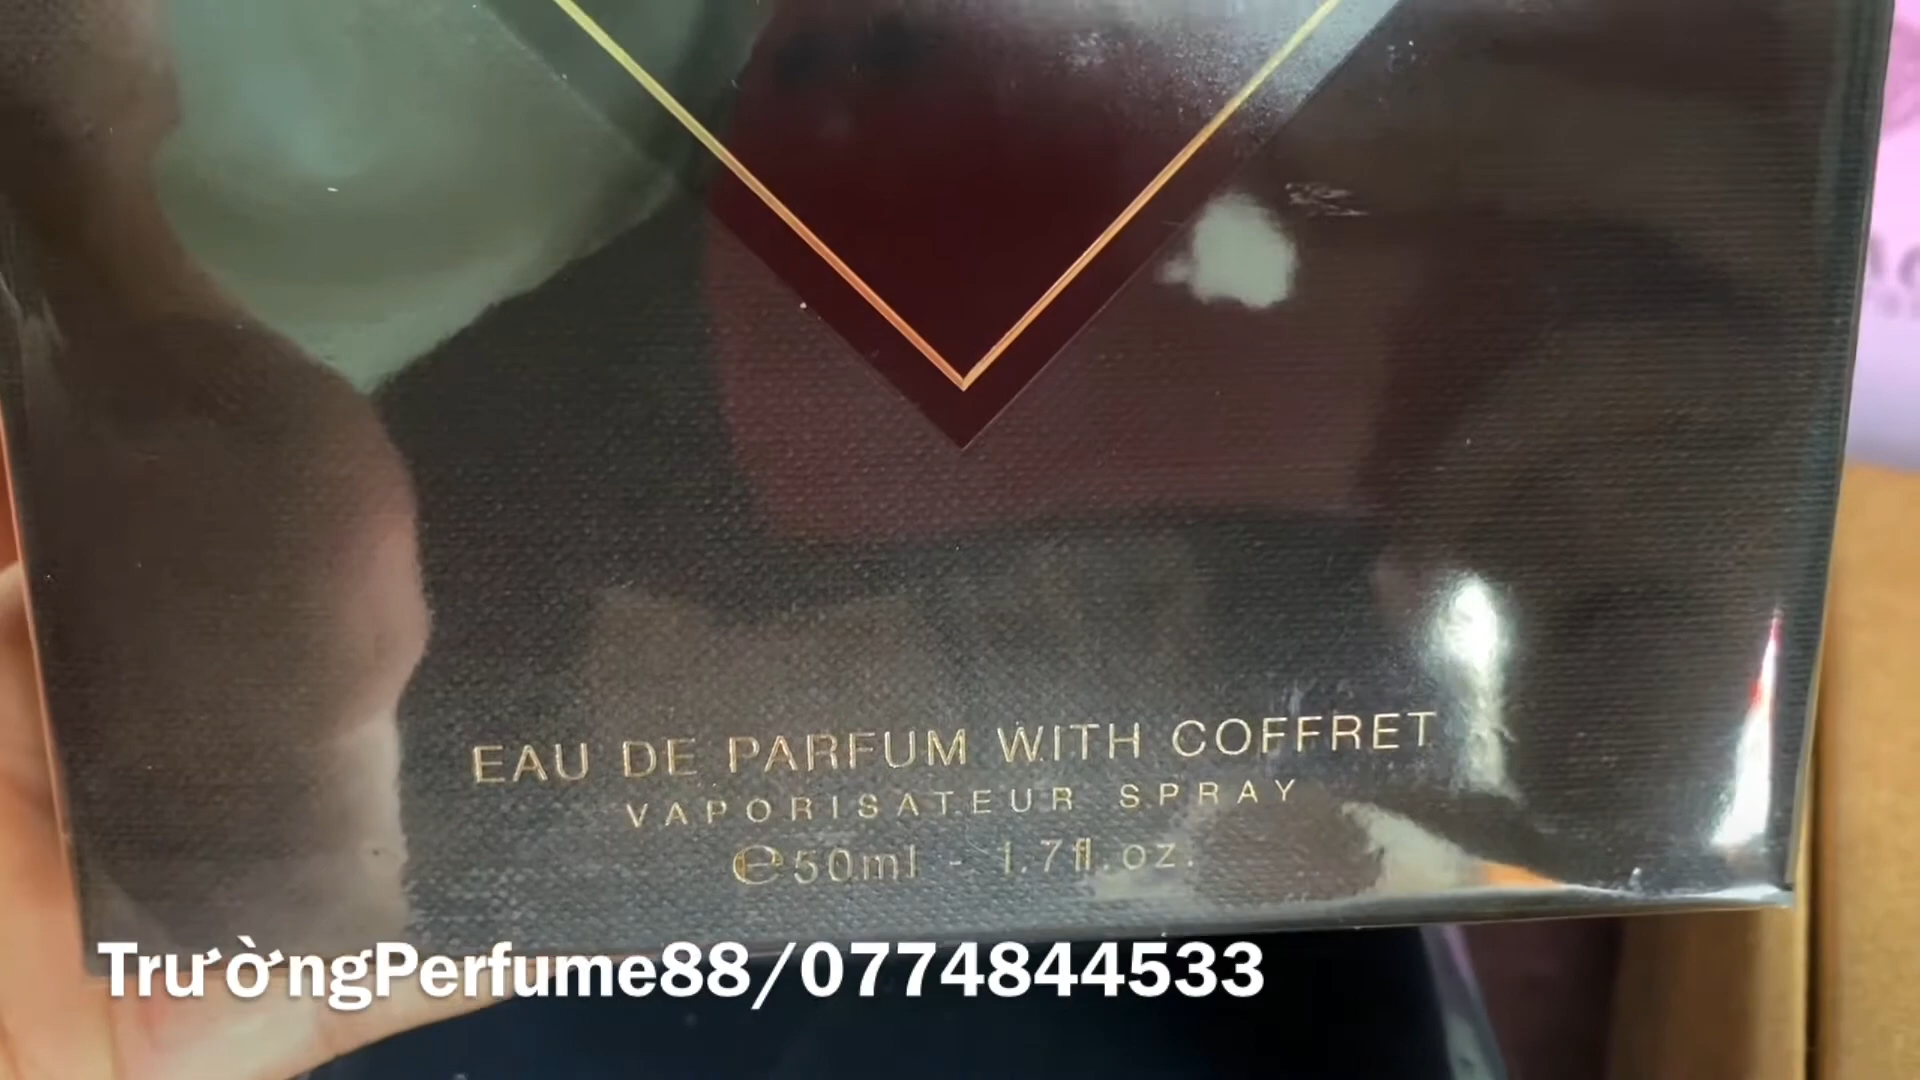 EAU DE PARFUM WITH COFFRET
VAPORISATEUR SPRAY
℮50ml - 1.7fl.oz.
TrườngPerfume88/0774844533